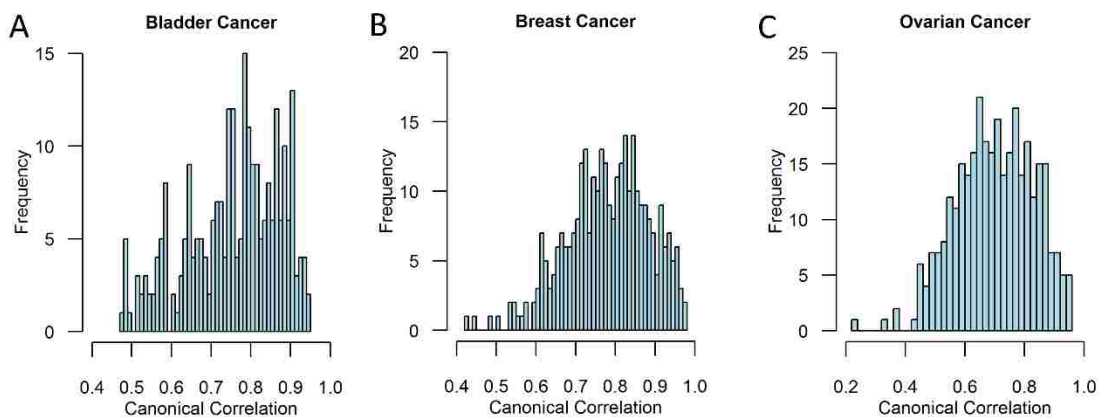 A
Bladder Cancer
15
10
5
0
Frequency
0.4 0.5 0.6 0.7 0.8 0.9 1.0
Canonical Correlation
B
Breast Cancer
20
15
10
5
0
Frequency
0.4 0.5 0.6 0.7 0.8 0.9 1.0
Canonical Correlation
C
Ovarian Cancer
25
20
15
10
5
0
Frequency
0.2 0.4 0.6 0.8 1.0
Canonical Correlation